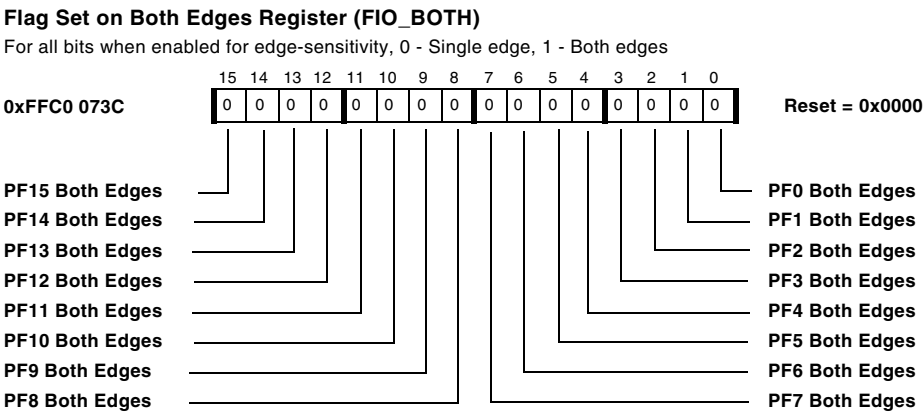 Flag Set on Both Edges Register (FIO_BOTH)
For all bits when enabled for edge-sensitivity, 0 - Single edge, 1 - Both edges
15 14 13 12 11 10 9 8 7 6 5 4 3 2 1 0
0xFFC0 073C 0 0 0 0 0 0 0 0 0 0 0 0 0 0 0 0 Reset = 0x0000
PF15 Both Edges PF0 Both Edges
PF14 Both Edges PF1 Both Edges
PF13 Both Edges PF2 Both Edges
PF12 Both Edges PF3 Both Edges
PF11 Both Edges PF4 Both Edges
PF10 Both Edges PF5 Both Edges
PF9 Both Edges PF6 Both Edges
PF8 Both Edges PF7 Both Edges